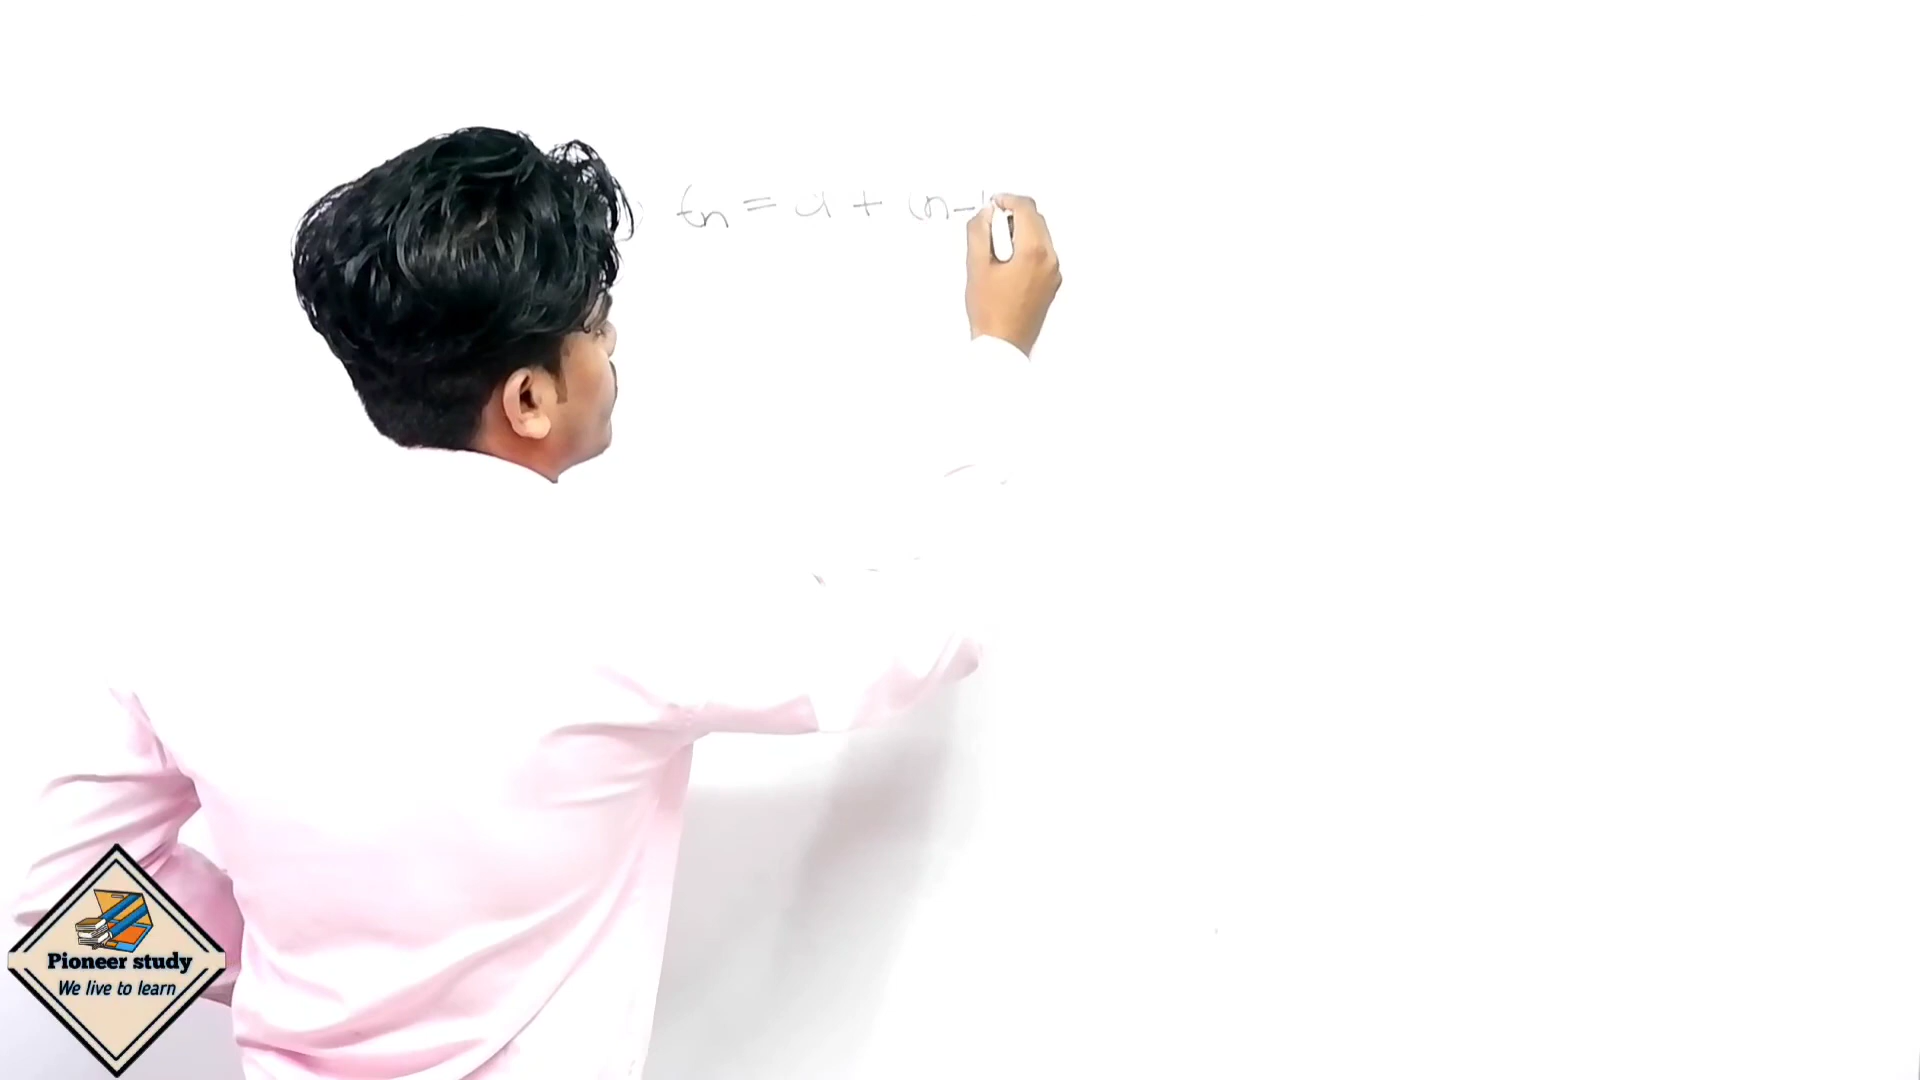 tn = a + (n-1
Pioneer study
We live to learn